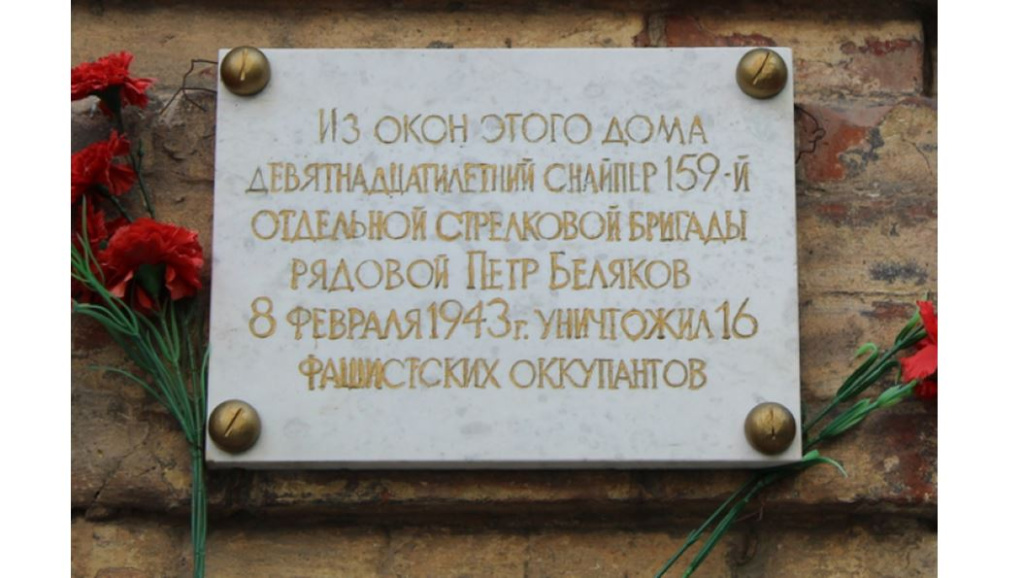 Из окон этого дома
девятнадцатилетний снайпер 159-й
отдельной стрелковой бригады
рядовой Петр Беляков
8 февраля 1943г. уничтожил 16
фашистских оккупантов